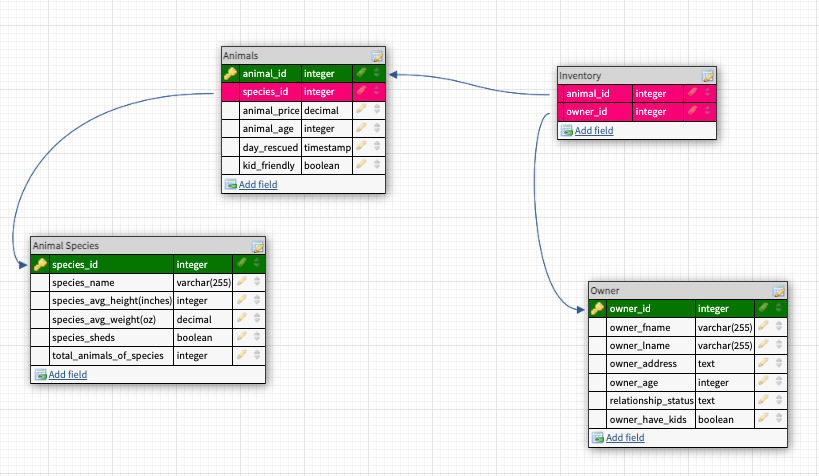 Animals
animal_id integer
species_id integer
animal_price decimal
animal_age integer
day_rescued timestamp
kid_friendly boolean
Add field
Inventory
animal_id integer
owner_id integer
Add field
Animal Species
species_id integer
species_name varchar(255)
species_avg_height(inches) integer
species_avg_weight(oz) decimal
species_sheds boolean
total_animals_of_species integer
Add field
Owner
owner_id integer
owner_fname varchar(255)
owner_lname varchar(255)
owner_address text
owner_age integer
relationship_status text
owner_have_kids boolean
Add field